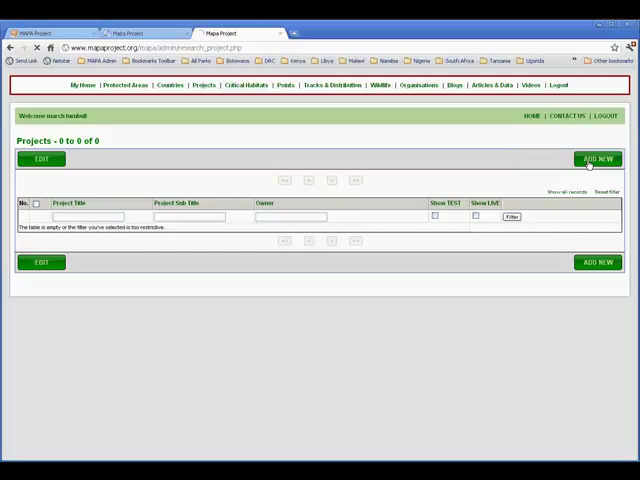 MAPA Project
Mapa Project
Mapa Project
www.mapaproject.org/mapa/admin/research_project.php
Send Link Netstar MAPA Admin Bookmarks Toolbar All Parks Botswana DRC Kenya Libya Malawi Namibia Nigeria South Africa Tanzania Uganda » Other bookmarks
My Home | Protected Areas | Countries | Projects | Critical Habitats | Points | Tracks & Distribution | Wildlife | Organisations | Blogs | Articles & Data | Videos | Logout
Welcome march turnbull HOME | CONTACT US | LOGOUT
Projects - 0 to 0 of 0
EDIT ADD NEW
<< < > >>
Show all records Reset filter
No. Project Title Project Sub Title Owner Show TEST Show LIVE
Filter
The table is empty or the filter you've selected is too restrictive.
<< < > >>
EDIT ADD NEW